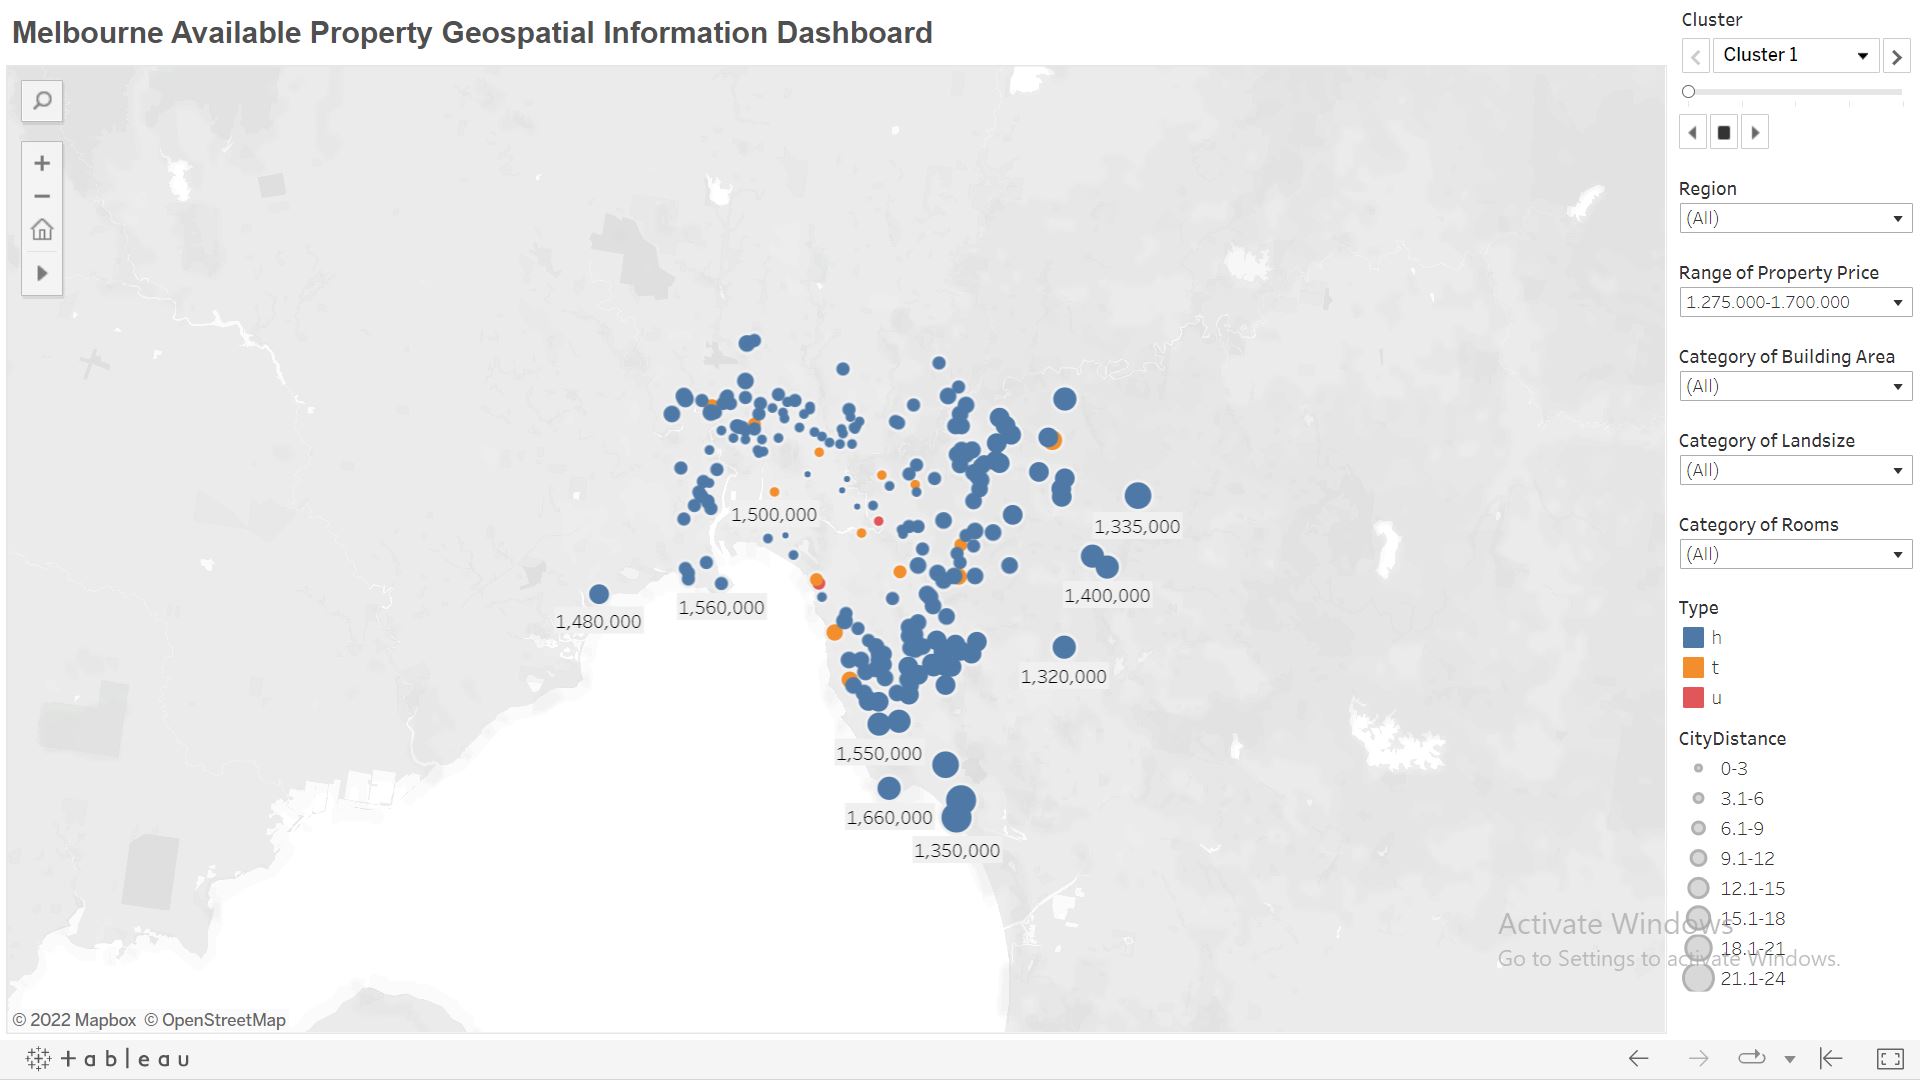 Melbourne Available Property Geospatial Information Dashboard
1,500,000
1,335,000
1,400,000
1,560,000
1,480,000
1,320,000
1,550,000
1,660,000
1,350,000
© 2022 Mapbox © OpenStreetMap
Cluster
Cluster 1
Region
(All)
Range of Property Price
1.275.000-1.700.000
Category of Building Area
(All)
Category of Landsize
(All)
Category of Rooms
(All)
Type
h
t
u
CityDistance
0-3
3.1-6
6.1-9
9.1-12
12.1-15
15.1-18
18.1-21
21.1-24
Activate Windows
Go to Settings to activate Windows.
+ a b l e a u